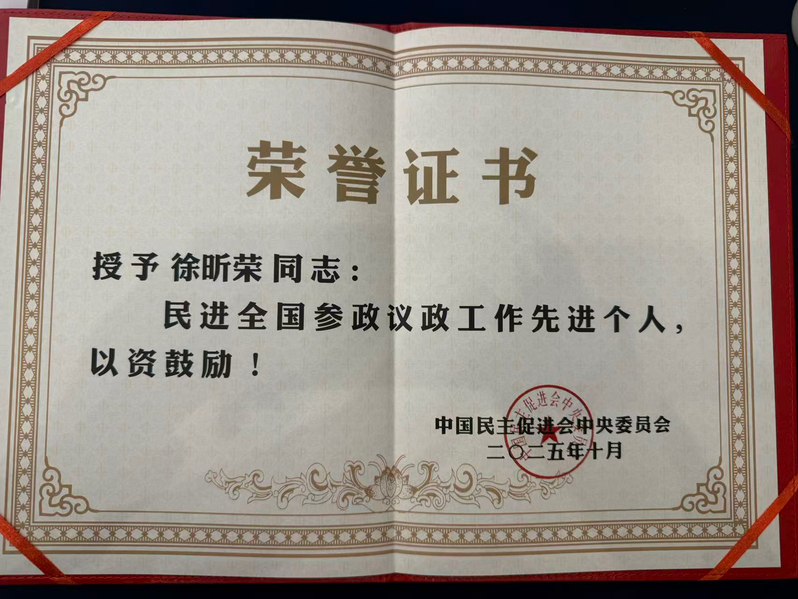 荣誉证书
授予 徐昕荣 同志：
民进全国参政议政工作先进个人，
以资鼓励！
中国民主促进会中央委员会
二〇二五年十月